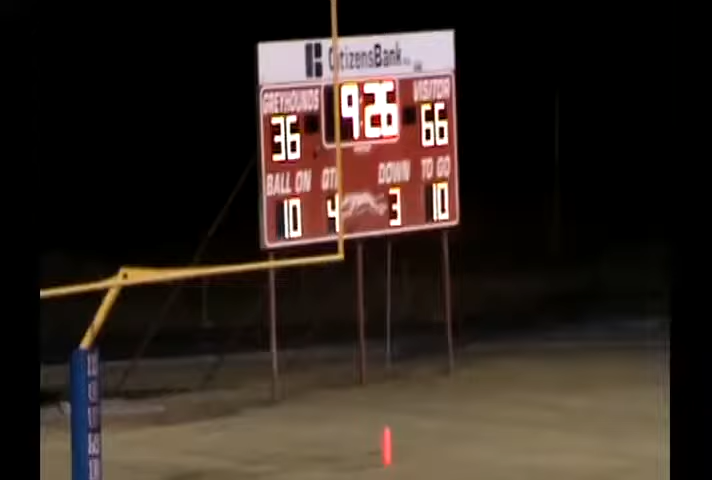 CitizensBank
GREYHOUNDS 9:26 VISITOR
36 66
BALL ON QTR DOWN TO GO
10 4 3 10